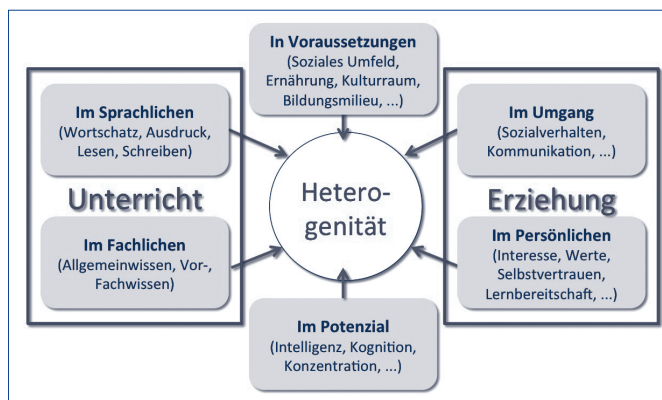 In Voraussetzungen
(Soziales Umfeld,
Ernährung, Kulturraum,
Bildungsmilieu, ...)
Im Sprachlichen
(Wortschatz, Ausdruck,
Lesen, Schreiben)
Im Umgang
(Sozialverhalten,
Kommunikation, ...)
Unterricht
Hetero-
genität
Erziehung
Im Fachlichen
(Allgemeinwissen, Vor-,
Fachwissen)
Im Persönlichen
(Interesse, Werte,
Selbstvertrauen,
Lernbereitschaft, ...)
Im Potenzial
(Intelligenz, Kognition,
Konzentration, ...)